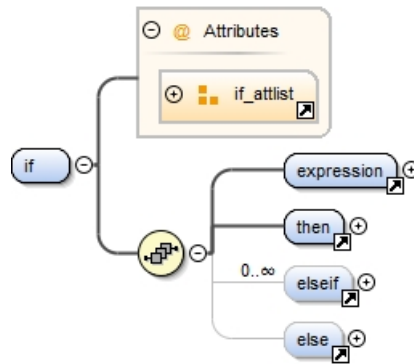 @ Attributes
if_attlist
if
expression
then
0..∞
elseif
else